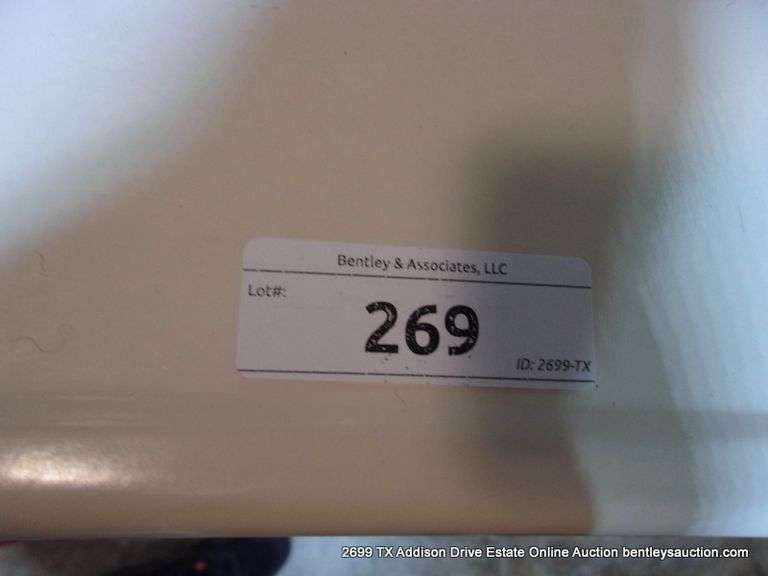 Bentley & Associates, LLC
Lot#:
269
ID: 2699-TX
2699 TX Addison Drive Estate Online Auction bentleysauction.com